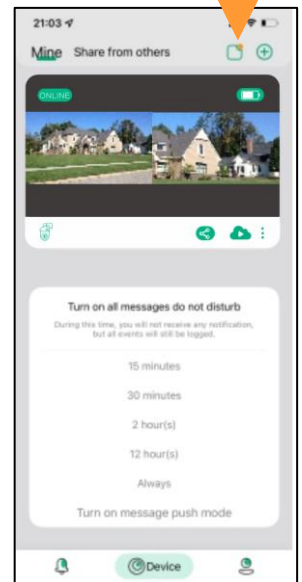 21:03
Mine Share from others
ONLINE
Turn on all messages do not disturb
During this time, you will not receive any notification,
but all events will still be logged.
15 minutes
30 minutes
2 hour(s)
12 hour(s)
Always
Turn on message push mode
Device